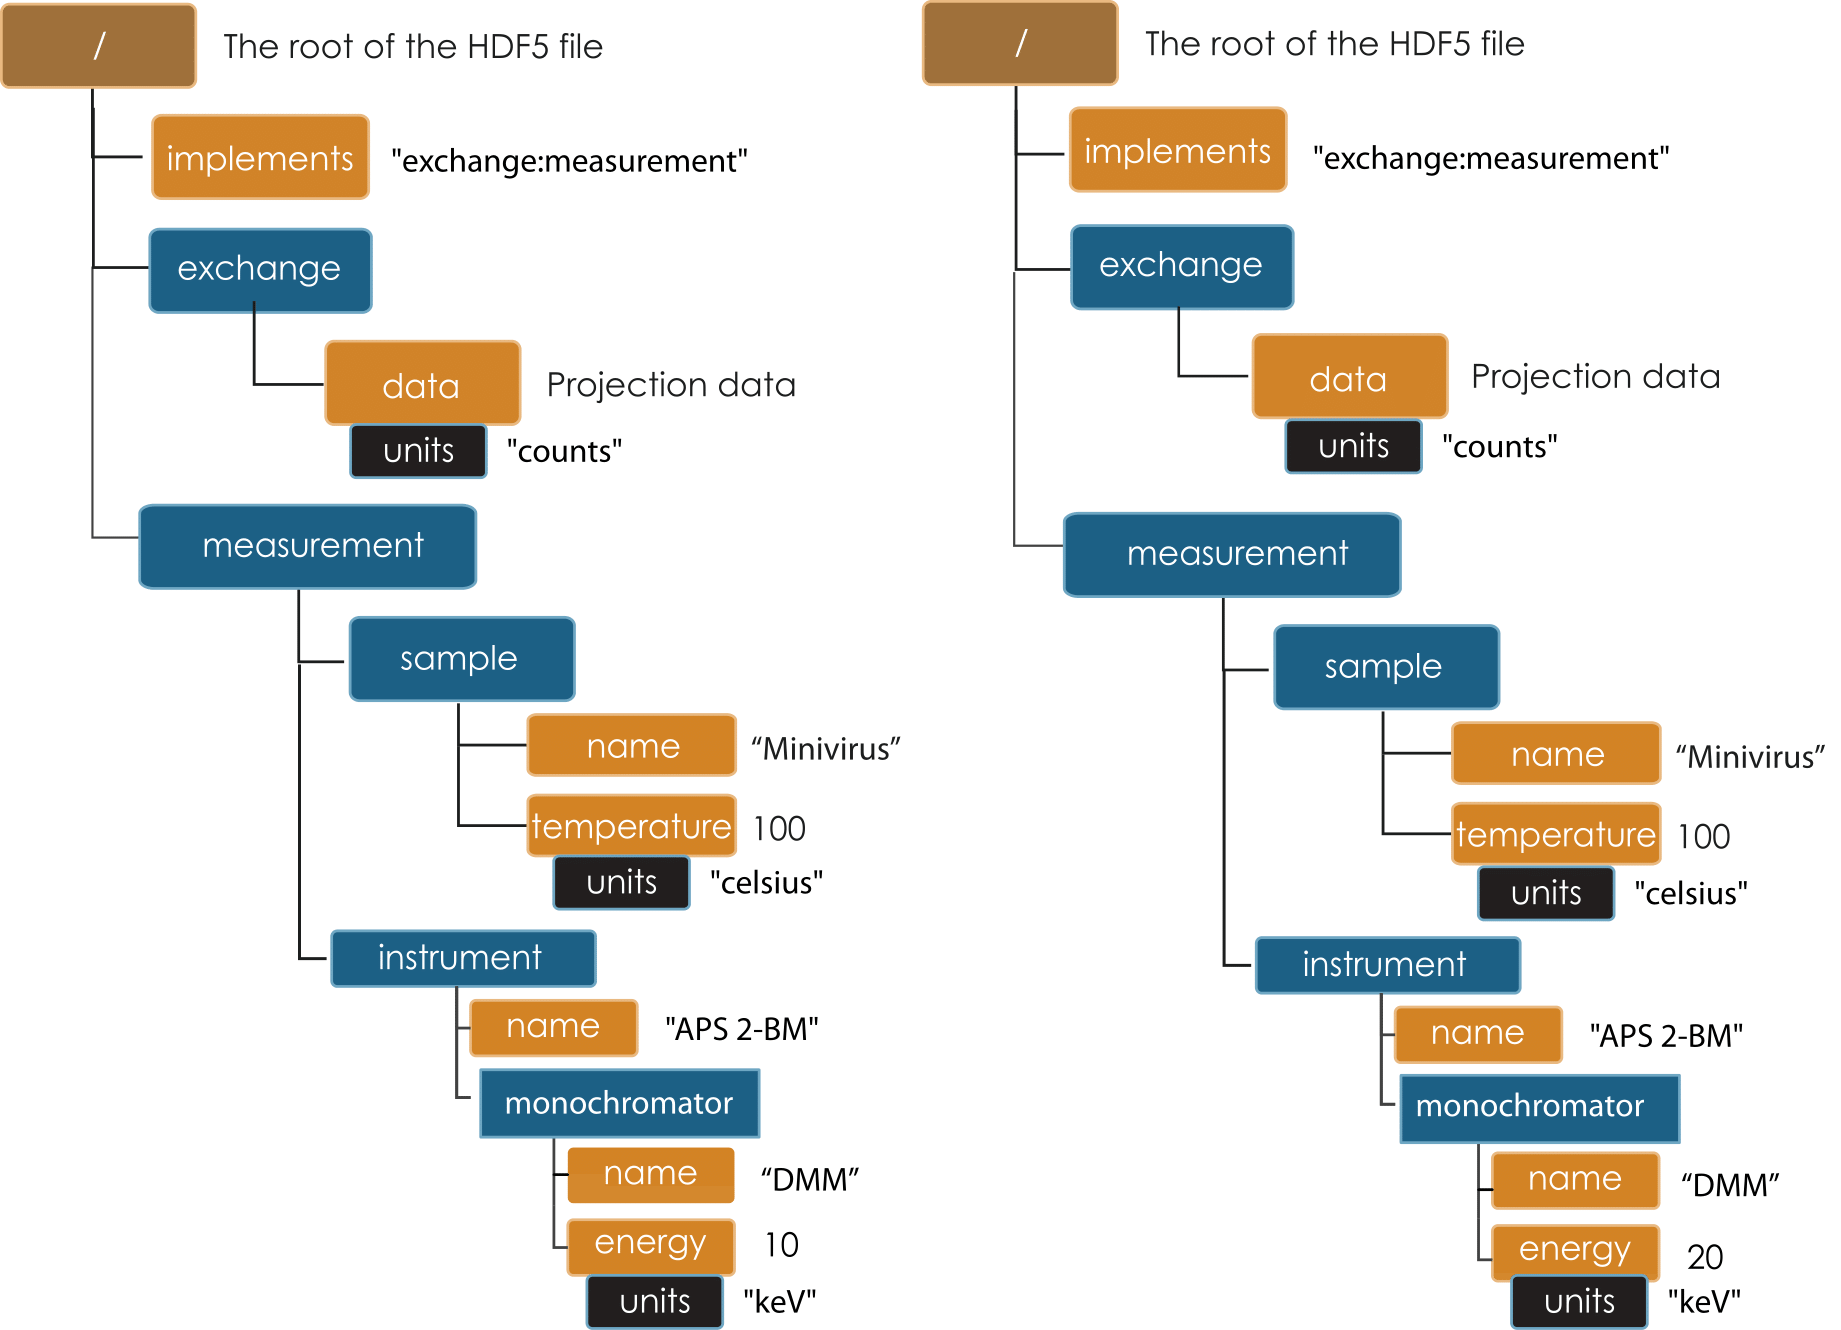 / The root of the HDF5 file
implements "exchange:measurement"
exchange
data Projection data
units "counts"
measurement
sample
name “Minivirus”
temperature 100
units "celsius"
instrument
name "APS 2-BM"
monochromator
name “DMM”
energy 10
units "keV"
/ The root of the HDF5 file
implements "exchange:measurement"
exchange
data Projection data
units "counts"
measurement
sample
name “Minivirus”
temperature 100
units "celsius"
instrument
name "APS 2-BM"
monochromator
name “DMM”
energy 20
units "keV"